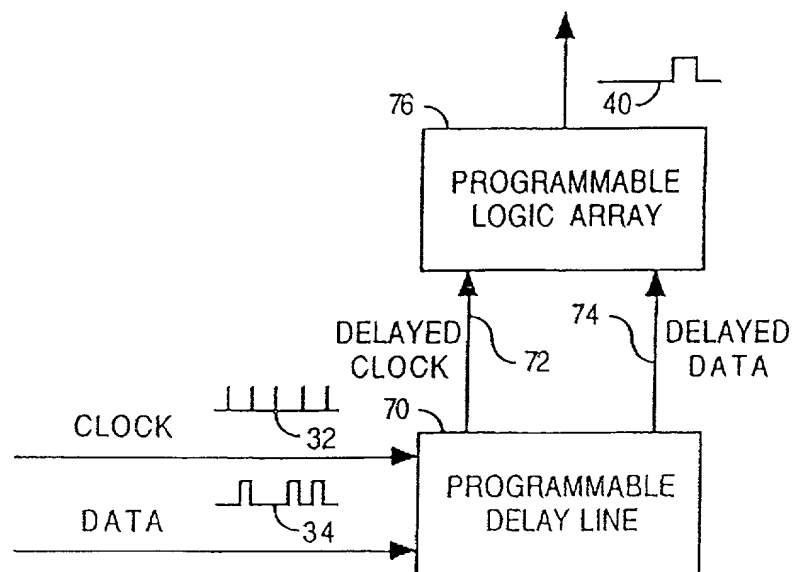 40
76
PROGRAMMABLE
LOGIC ARRAY
DELAYED
CLOCK
72
74
DELAYED
DATA
70
CLOCK
32
PROGRAMMABLE
DELAY LINE
DATA
34